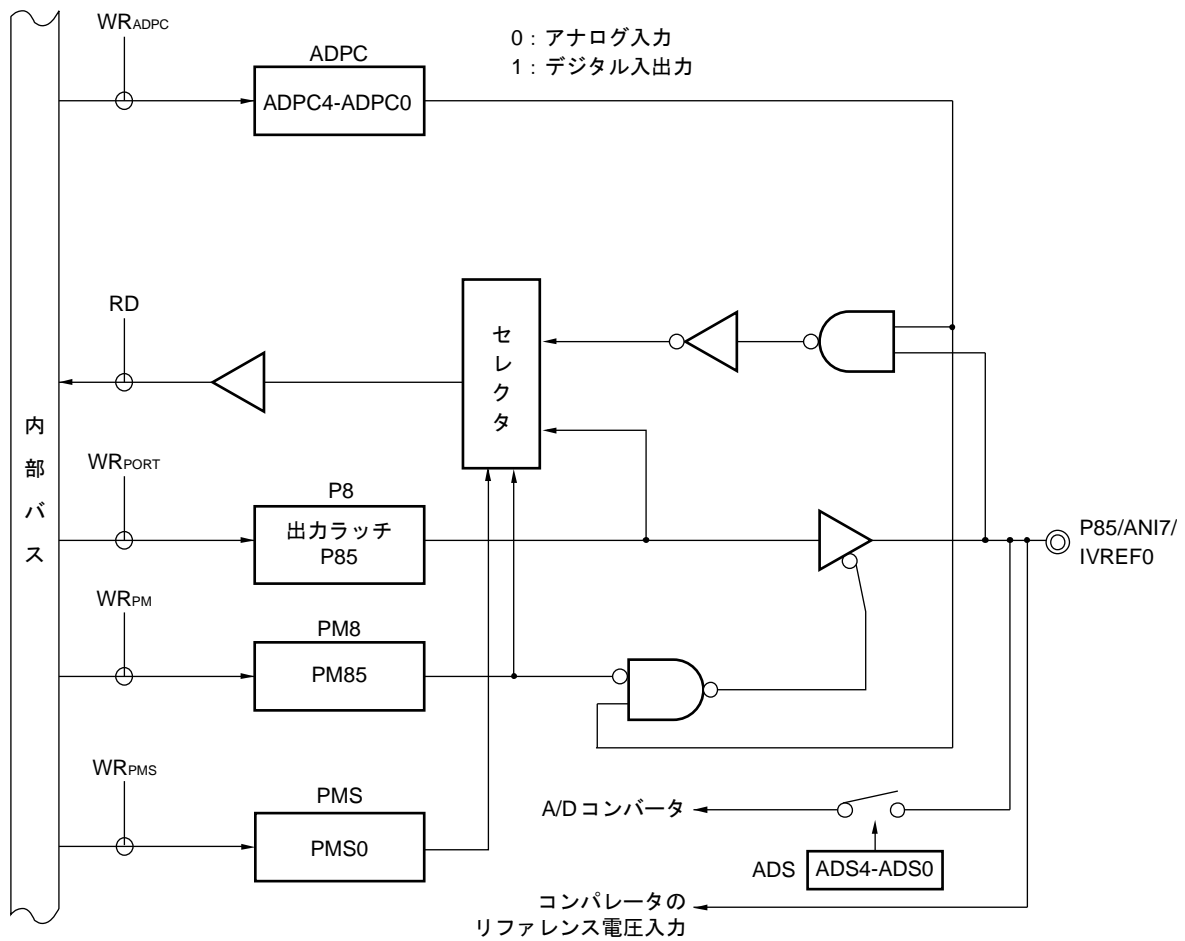 WRADPC
ADPC
ADPC4-ADPC0
0：アナログ入力
1：デジタル入出力
RD
セレクタ
内部バス
WRPORT
P8
出力ラッチ
P85
P85/ANI7/
IVREF0
WRPM
PM8
PM85
WRPMS
PMS
PMS0
A/Dコンバータ
ADS
ADS4-ADS0
コンパレータの
リファレンス電圧入力